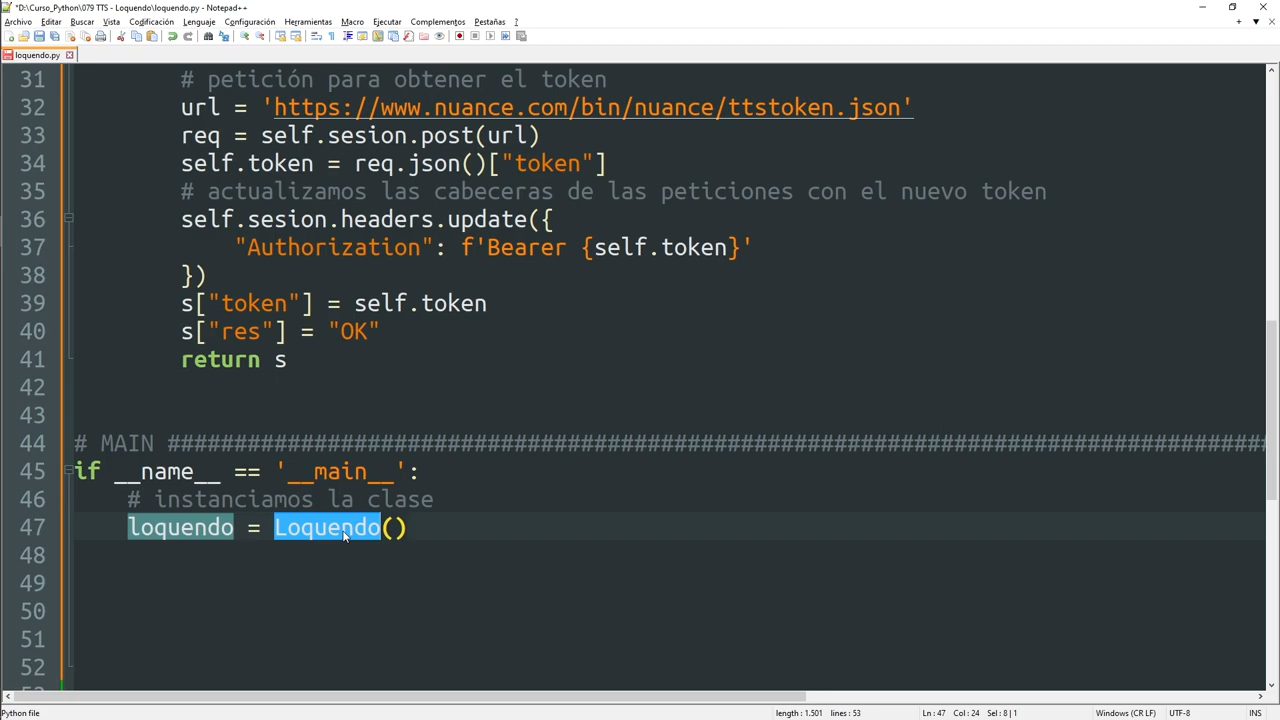 *D:\Curso_Python\079 TTS - Loquendo\loquendo.py - Notepad++
Archivo Editar Buscar Vista Codificación Lenguaje Configuración Herramientas Macro Ejecutar Complementos Pestañas ?
loquendo.py
31 # petición para obtener el token
32 url = 'https://www.nuance.com/bin/nuance/ttstoken.json'
33 req = self.sesion.post(url)
34 self.token = req.json()["token"]
35 # actualizamos las cabeceras de las peticiones con el nuevo token
36 self.sesion.headers.update({
37 "Authorization": f'Bearer {self.token}'
38 })
39 s["token"] = self.token
40 s["res"] = "OK"
41 return s
42
43
44 # MAIN ####################################################################################
45 if __name__ == '__main__':
46 # instanciamos la clase
47 loquendo = Loquendo()
48
49
50
51
52
Python file length : 1.501 lines : 53 Ln : 47 Col : 24 Sel : 8 | 1 Windows (CR LF) UTF-8 INS